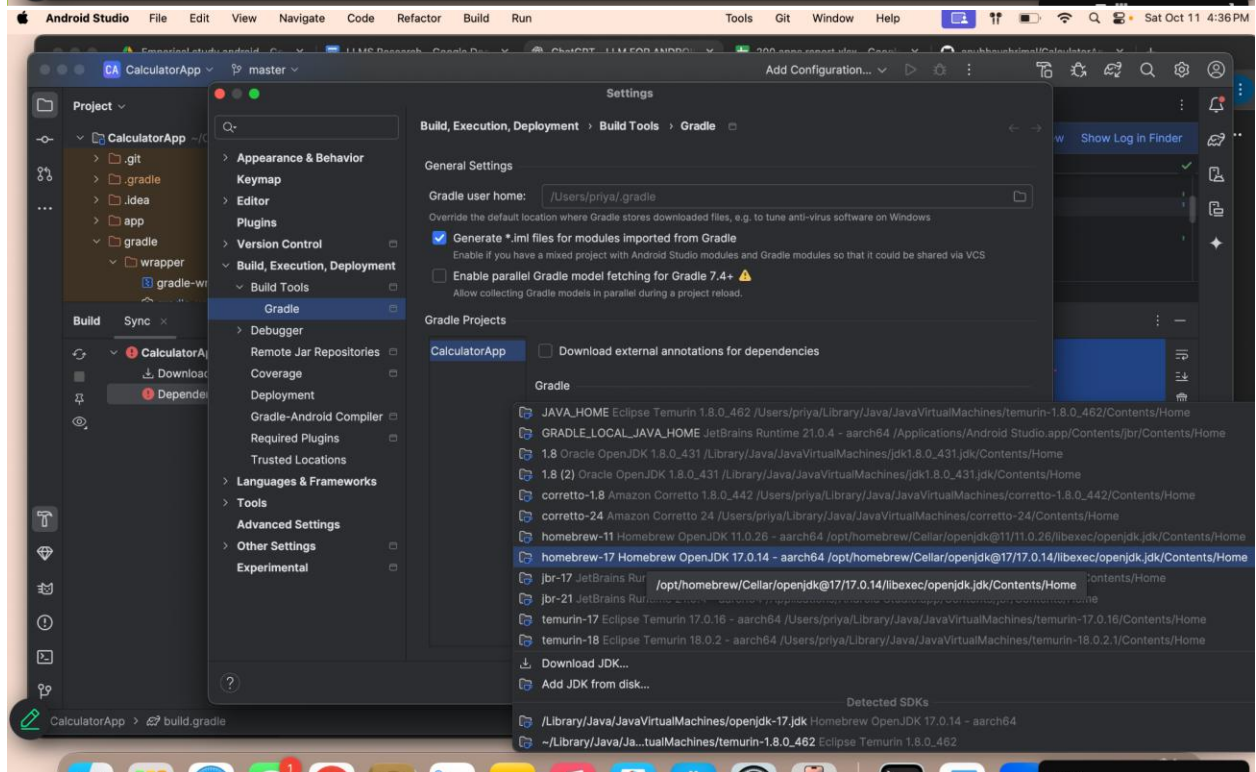 Android Studio File Edit View Navigate Code Refactor Build Run Tools Git Window Help Sat Oct 11 4:36 PM
CA CalculatorApp master Add Configuration...
Project
CalculatorApp
.git
.gradle
.idea
app
gradle
wrapper
gradle-wr
Build Sync
CalculatorA
Downloa
Depende
Settings
Appearance & Behavior
Keymap
Editor
Plugins
Version Control
Build, Execution, Deployment
Build Tools
Gradle
Debugger
Remote Jar Repositories
Coverage
Deployment
Gradle-Android Compiler
Required Plugins
Trusted Locations
Languages & Frameworks
Tools
Advanced Settings
Other Settings
Experimental
Build, Execution, Deployment › Build Tools › Gradle
General Settings
Gradle user home: /Users/priya/.gradle
Override the default location where Gradle stores downloaded files, e.g. to tune anti-virus software on Windows
Generate *.iml files for modules imported from Gradle
Enable if you have a mixed project with Android Studio modules and Gradle modules so that it could be shared via VCS
Enable parallel Gradle model fetching for Gradle 7.4+
Allow collecting Gradle models in parallel during a project reload.
Gradle Projects
CalculatorApp Download external annotations for dependencies
Gradle
Show Log in Finder
JAVA_HOME Eclipse Temurin 1.8.0_462 /Users/priya/Library/Java/JavaVirtualMachines/temurin-1.8.0_462/Contents/Home
GRADLE_LOCAL_JAVA_HOME JetBrains Runtime 21.0.4 - aarch64 /Applications/Android Studio.app/Contents/jbr/Contents/Home
1.8 Oracle OpenJDK 1.8.0_431 /Library/Java/JavaVirtualMachines/jdk1.8.0_431.jdk/Contents/Home
1.8 (2) Oracle OpenJDK 1.8.0_431 /Library/Java/JavaVirtualMachines/jdk1.8.0_431.jdk/Contents/Home
corretto-1.8 Amazon Corretto 1.8.0_442 /Users/priya/Library/Java/JavaVirtualMachines/corretto-1.8.0_442/Contents/Home
corretto-24 Amazon Corretto 24 /Users/priya/Library/Java/JavaVirtualMachines/corretto-24/Contents/Home
homebrew-11 Homebrew OpenJDK 11.0.26 - aarch64 /opt/homebrew/Cellar/openjdk@11/11.0.26/libexec/openjdk.jdk/Contents/Home
homebrew-17 Homebrew OpenJDK 17.0.14 - aarch64 /opt/homebrew/Cellar/openjdk@17/17.0.14/libexec/openjdk.jdk/Contents/Home
jbr-17 JetBrains Run
/opt/homebrew/Cellar/openjdk@17/17.0.14/libexec/openjdk.jdk/Contents/Home
jbr-21 JetBrains
temurin-17 Eclipse Temurin 17.0.16 - aarch64 /Users/priya/Library/Java/JavaVirtualMachines/temurin-17.0.16/Contents/Home
temurin-18 Eclipse Temurin 18.0.2 - aarch64 /Users/priya/Library/Java/JavaVirtualMachines/temurin-18.0.2.1/Contents/Home
Download JDK...
Add JDK from disk...
Detected SDKs
/Library/Java/JavaVirtualMachines/openjdk-17.jdk Homebrew OpenJDK 17.0.14 - aarch64
~/Library/Java/Ja...tualMachines/temurin-1.8.0_462 Eclipse Temurin 1.8.0_462
CalculatorApp › build.gradle
1